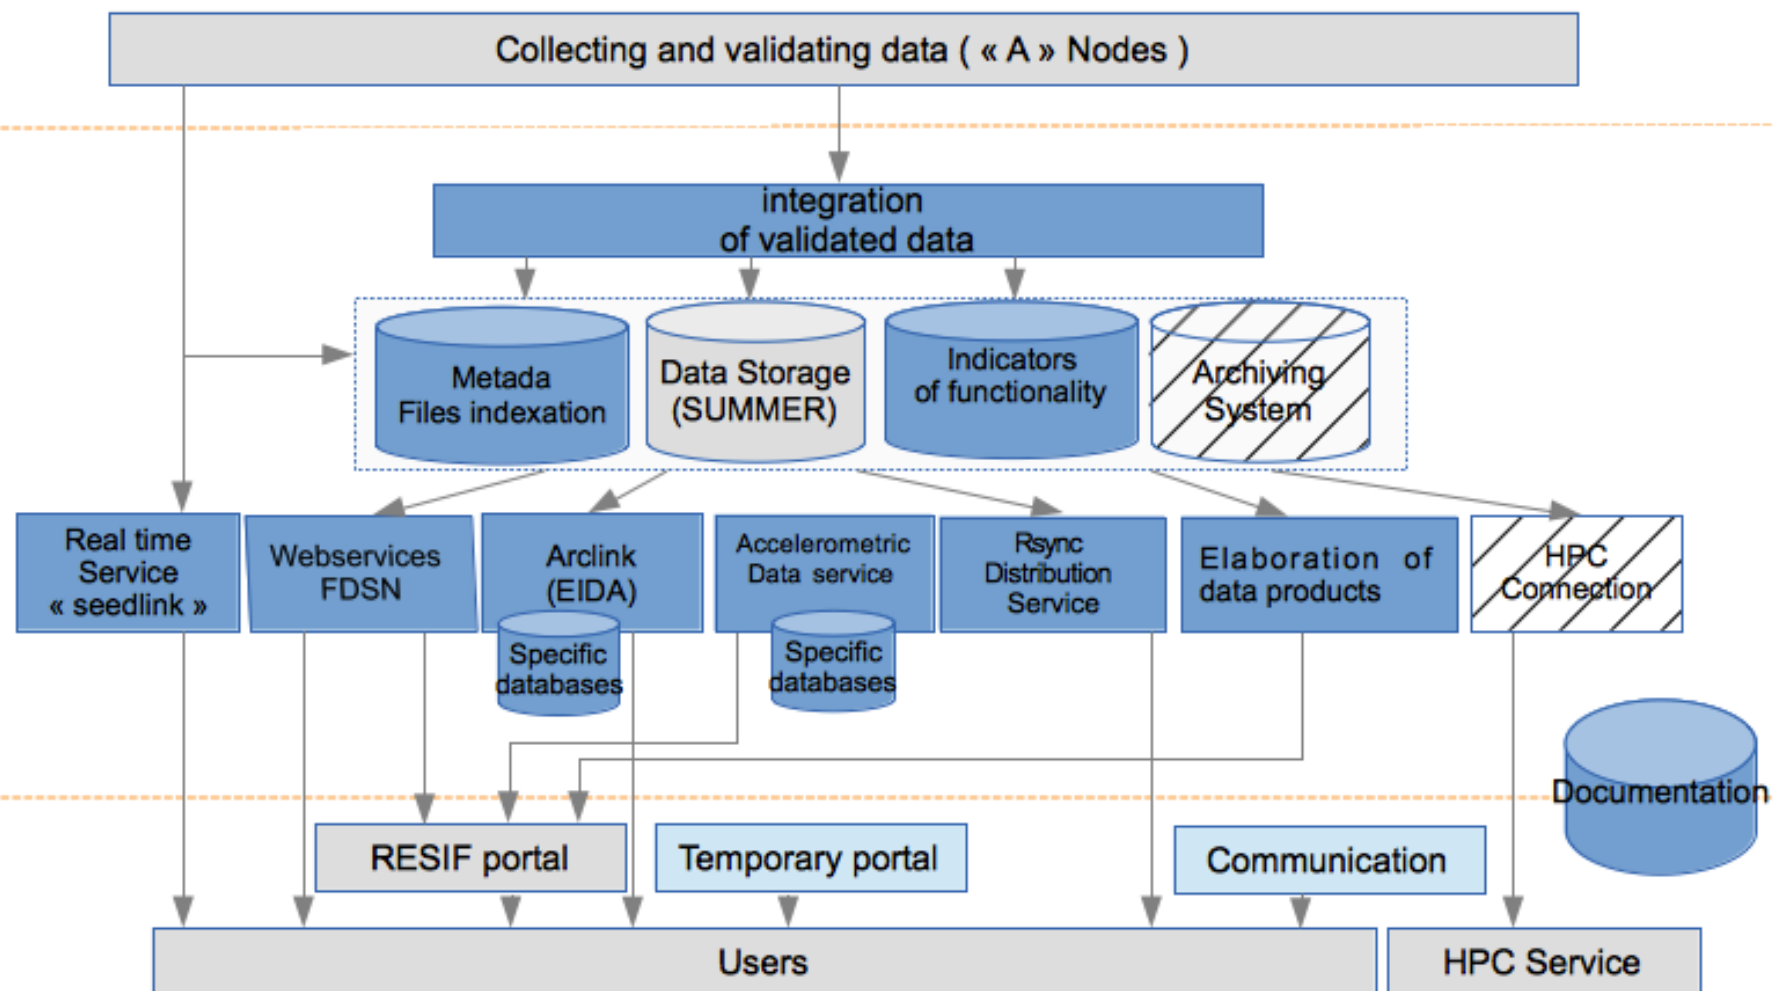 Collecting and validating data ( « A » Nodes )
integration
of validated data
Metada
Files indexation
Data Storage
(SUMMER)
Indicators
of functionality
Archiving
System
Real time
Service
« seedlink »
Webservices
FDSN
Arclink
(EIDA)
Specific
databases
Accelerometric
Data service
Specific
databases
Rsync
Distribution
Service
Elaboration of
data products
HPC
Connection
Documentation
RESIF portal
Temporary portal
Communication
Users
HPC Service